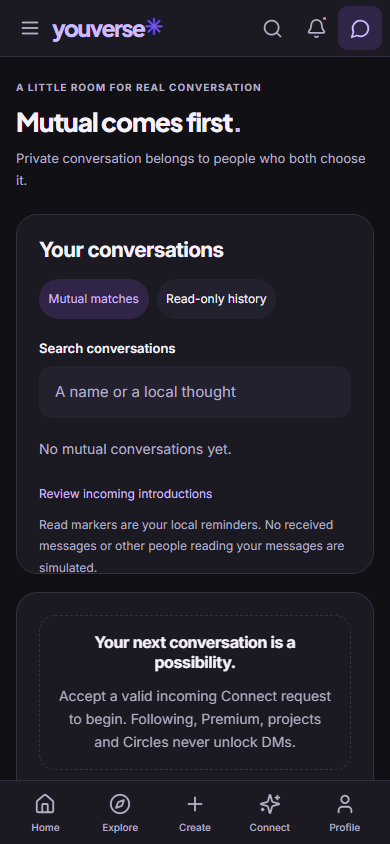 youverse
A LITTLE ROOM FOR REAL CONVERSATION
Mutual comes first.
Private conversation belongs to people who both choose
it.
Your conversations
Mutual matches
Read-only history
Search conversations
A name or a local thought
No mutual conversations yet.
Review incoming introductions
Read markers are your local reminders. No received
messages or other people reading your messages are
simulated.
Your next conversation is a
possibility.
Accept a valid incoming Connect request
to begin. Following, Premium, projects
and Circles never unlock DMs.
Home
Explore
Create
Connect
Profile